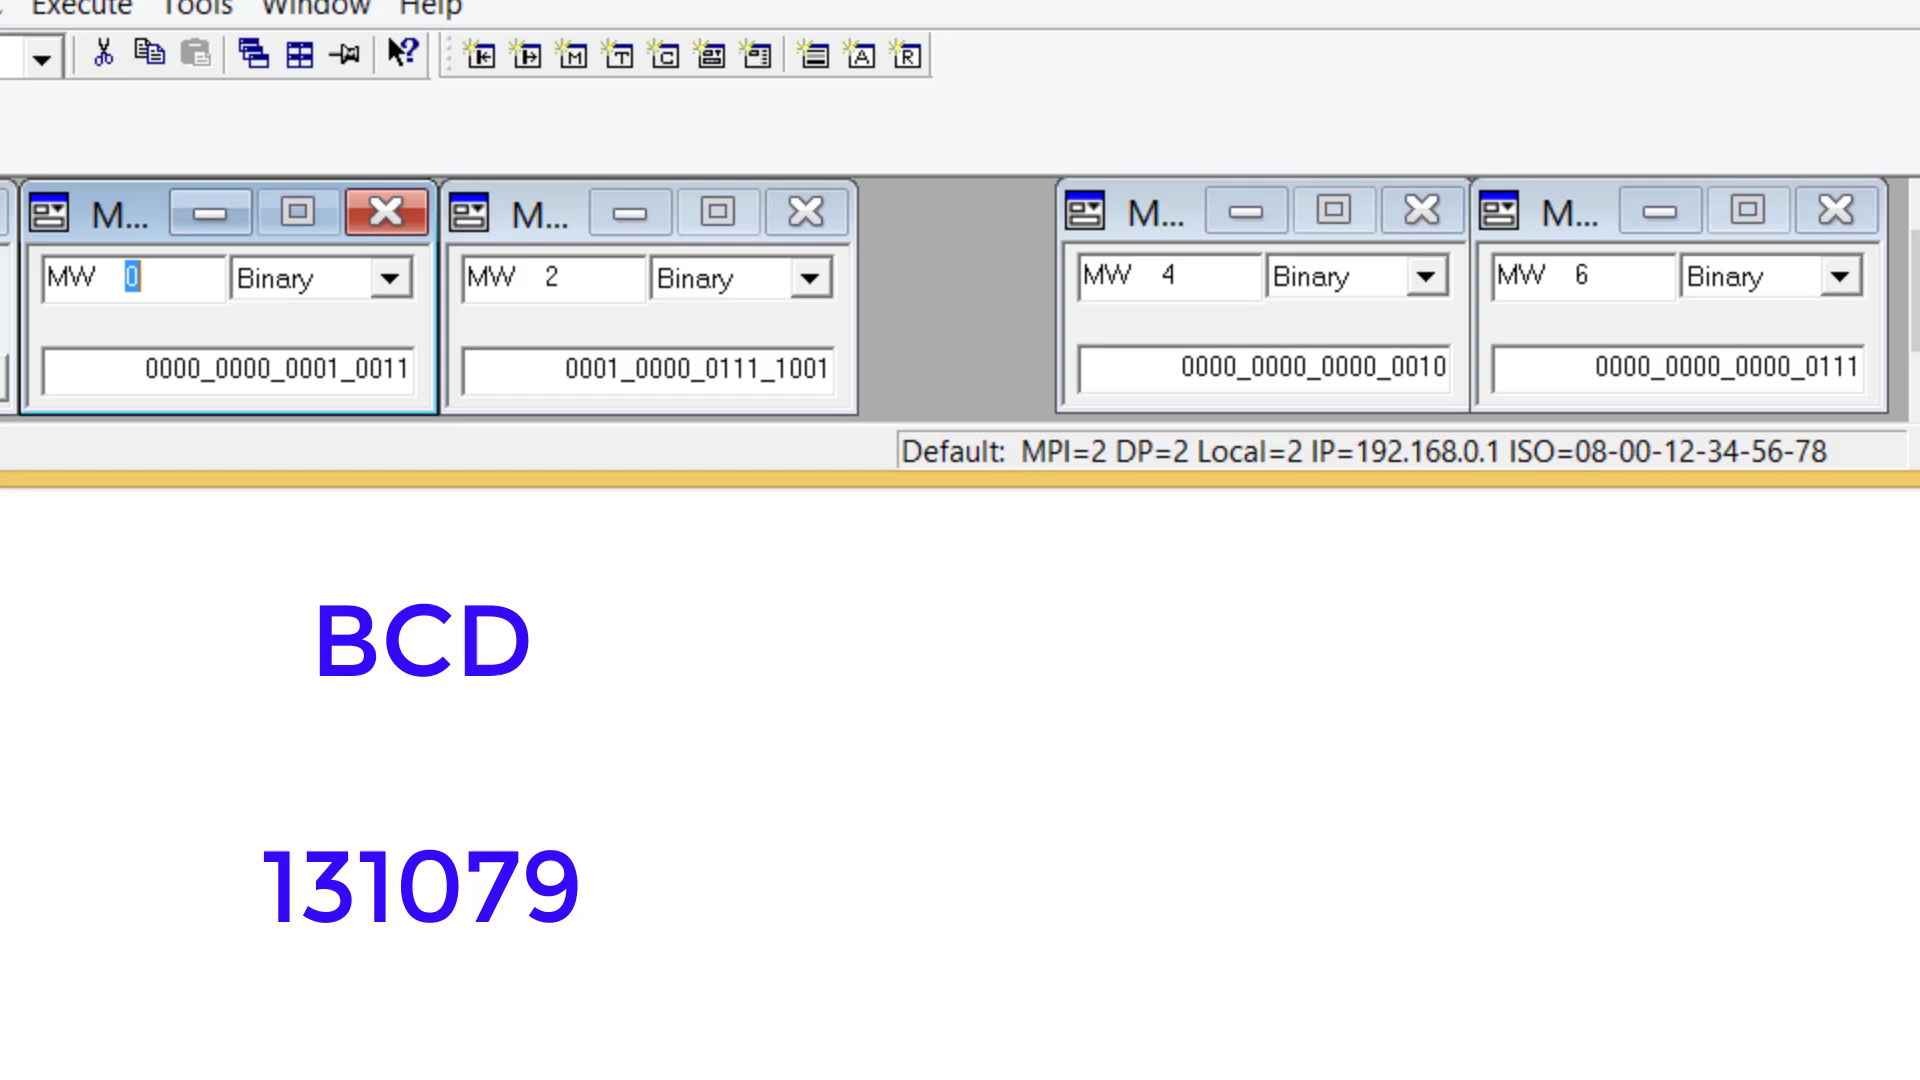 Execute Tools Window Help
M... M... M... M...
MW 0 Binary MW 2 Binary MW 4 Binary MW 6 Binary
0000_0000_0001_0011 0001_0000_0111_1001 0000_0000_0000_0010 0000_0000_0000_0111
Default: MPI=2 DP=2 Local=2 IP=192.168.0.1 ISO=08-00-12-34-56-78
BCD
131079